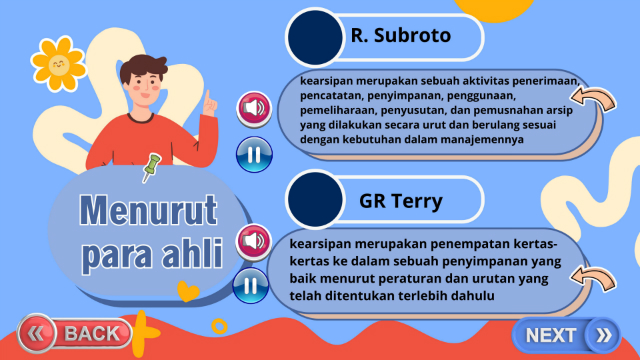 R. Subroto
kearsipan merupakan sebuah aktivitas penerimaan,
pencatatan, penyimpanan, penggunaan,
pemeliharaan, penyusutan, dan pemusnahan arsip
yang dilakukan secara urut dan berulang sesuai
dengan kebutuhan dalam manajemennya
Menurut
para ahli
GR Terry
kearsipan merupakan penempatan kertas-
kertas ke dalam sebuah penyimpanan yang
baik menurut peraturan dan urutan yang
telah ditentukan terlebih dahulu
BACK
NEXT